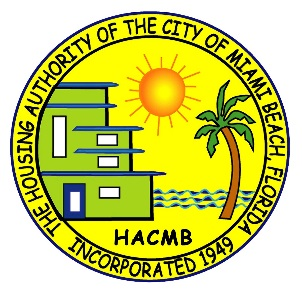 THE HOUSING AUTHORITY OF THE CITY OF MIAMI BEACH, FLORIDA
HACMB
INCORPORATED 1949